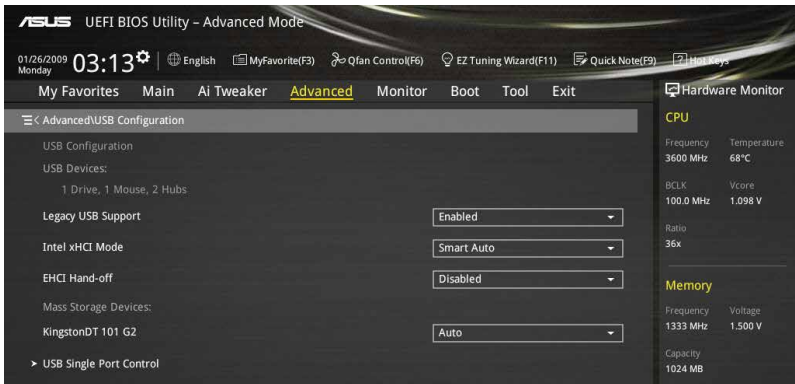 ASUS UEFI BIOS Utility – Advanced Mode
01/26/2009 Monday 03:13 English MyFavorite(F3) Qfan Control(F6) EZ Tuning Wizard(F11) Quick Note(F9) ? Hot Keys
My Favorites Main Ai Tweaker Advanced Monitor Boot Tool Exit
Advanced\USB Configuration
USB Configuration
USB Devices:
1 Drive, 1 Mouse, 2 Hubs
Legacy USB Support Enabled
Intel xHCI Mode Smart Auto
EHCI Hand-off Disabled
Mass Storage Devices:
KingstonDT 101 G2 Auto
> USB Single Port Control
Hardware Monitor
CPU
Frequency Temperature
3600 MHz 68°C
BCLK Vcore
100.0 MHz 1.098 V
Ratio
36x
Memory
Frequency Voltage
1333 MHz 1.500 V
Capacity
1024 MB